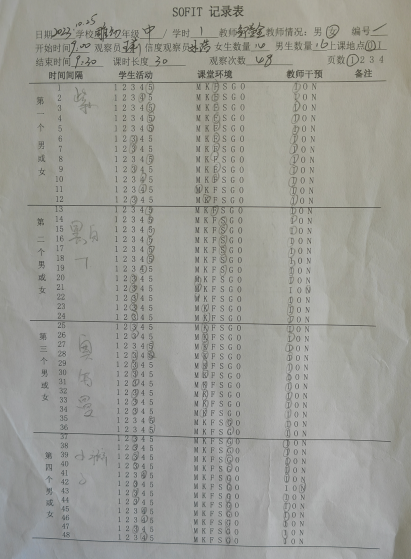 SOFIT 记录表
日期2023.10.25学校 年级 中 / 学时 1 教师 教师情况：男 女 编号 一
开始时间9.00 观察员 信度观察员 女生数量 10 男生数量 上课地点 O I
结束时间9.30 课时长度 30 观察次数 48 页数 1 2 3 4
时间间隔 学生活动 课堂环境 教师干预 备注
第一个男或女
1 1 2 3 4 5 M K F S G O I O N
2 1 2 3 4 5 M K F S G O I O N
3 1 2 3 4 5 M K F S G O I O N
4 1 2 3 4 5 M K F S G O I O N
5 1 2 3 4 5 M K F S G O I O N
6 1 2 3 4 5 M K F S G O I O N
7 1 2 3 4 5 M K F S G O I O N
8 1 2 3 4 5 M K F S G O I O N
9 1 2 3 4 5 M K F S G O I O N
10 1 2 3 4 5 M K F S G O I O N
11 1 2 3 4 5 M K F S G O I O N
12 1 2 3 4 5 M K F S G O I O N
第二个男或女
13 1 2 3 4 5 M K F S G O I O N
14 1 2 3 4 5 M K F S G O I O N
15 1 2 3 4 5 M K F S G O I O N
16 1 2 3 4 5 M K F S G O I O N
17 1 2 3 4 5 M K F S G O I O N
18 1 2 3 4 5 M K F S G O I O N
19 1 2 3 4 5 M K F S G O I O N
20 1 2 3 4 5 M K F S G O I O N
21 1 2 3 4 5 M K F S G O I O N
22 1 2 3 4 5 M K F S G O I O N
23 1 2 3 4 5 M K F S G O I O N
24 1 2 3 4 5 M K F S G O I O N
第三个男或女
25 1 2 3 4 5 M K F S G O I O N
26 1 2 3 4 5 M K F S G O I O N
27 1 2 3 4 5 M K F S G O I O N
28 1 2 3 4 5 M K F S G O I O N
29 1 2 3 4 5 M K F S G O I O N
30 1 2 3 4 5 M K F S G O I O N
31 1 2 3 4 5 M K F S G O I O N
32 1 2 3 4 5 M K F S G O I O N
33 1 2 3 4 5 M K F S G O I O N
34 1 2 3 4 5 M K F S G O I O N
35 1 2 3 4 5 M K F S G O I O N
36 1 2 3 4 5 M K F S G O I O N
第四个男或女
37 1 2 3 4 5 M K F S G O I O N
38 1 2 3 4 5 M K F S G O I O N
39 1 2 3 4 5 M K F S G O I O N
40 1 2 3 4 5 M K F S G O I O N
41 1 2 3 4 5 M K F S G O I O N
42 1 2 3 4 5 M K F S G O I O N
43 1 2 3 4 5 M K F S G O I O N
44 1 2 3 4 5 M K F S G O I O N
45 1 2 3 4 5 M K F S G O I O N
46 1 2 3 4 5 M K F S G O I O N
47 1 2 3 4 5 M K F S G O I O N
48 1 2 3 4 5 M K F S G O I O N